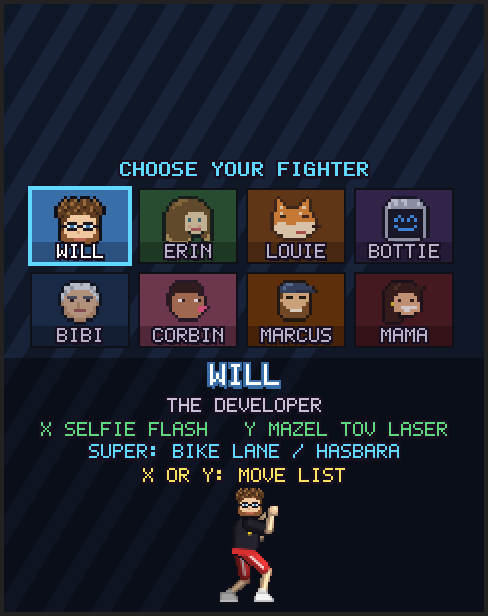 CHOOSE YOUR FIGHTER
WILL ERIN LOUIE BOTTIE
BIBI CORBIN MARCUS MAMA
WILL
THE DEVELOPER
X SELFIE FLASH Y MAZEL TOV LASER
SUPER: BIKE LANE / HASBARA
X OR Y: MOVE LIST